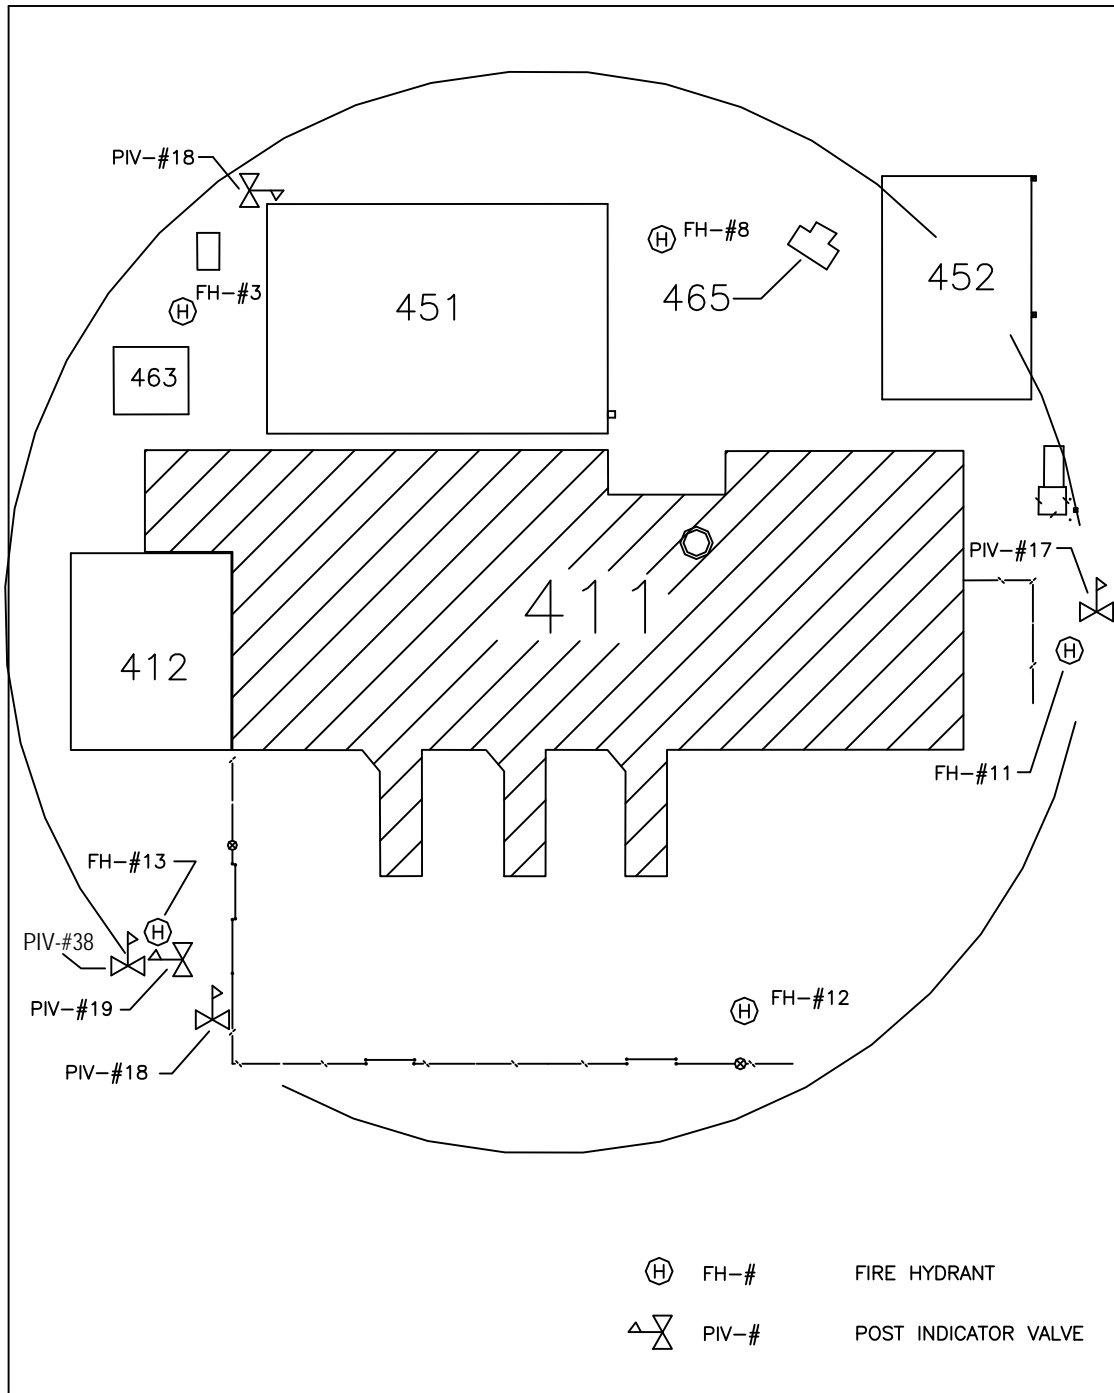 PIV-#18
FH-#8
FH-#3
465
452
451
463
PIV-#17
411
412
FH-#11
FH-#13
PIV-#38
PIV-#19
FH-#12
PIV-#18
H FH-# FIRE HYDRANT
PIV-# POST INDICATOR VALVE
H
H
H
H
H